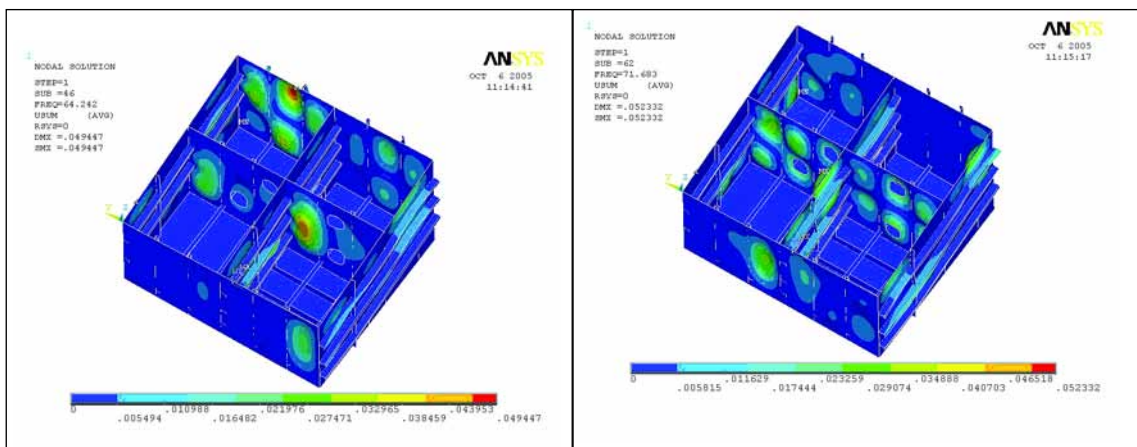 NODAL SOLUTION
STEP=1
SUB =46
FREQ=64.242
USUM (AVG)
RSYS=0
DMX =.049447
SMX =.049447
ANSYS
OCT 6 2005
11:14:41
MX
0 .010988 .021976 .032965 .043953
.005494 .016482 .027471 .038459 .049447
NODAL SOLUTION
STEP=1
SUB =62
FREQ=71.683
USUM (AVG)
RSYS=0
DMX =.052332
SMX =.052332
ANSYS
OCT 6 2005
11:15:17
MX
0 .011629 .023259 .034888 .046518
.005815 .017444 .029074 .040703 .052332